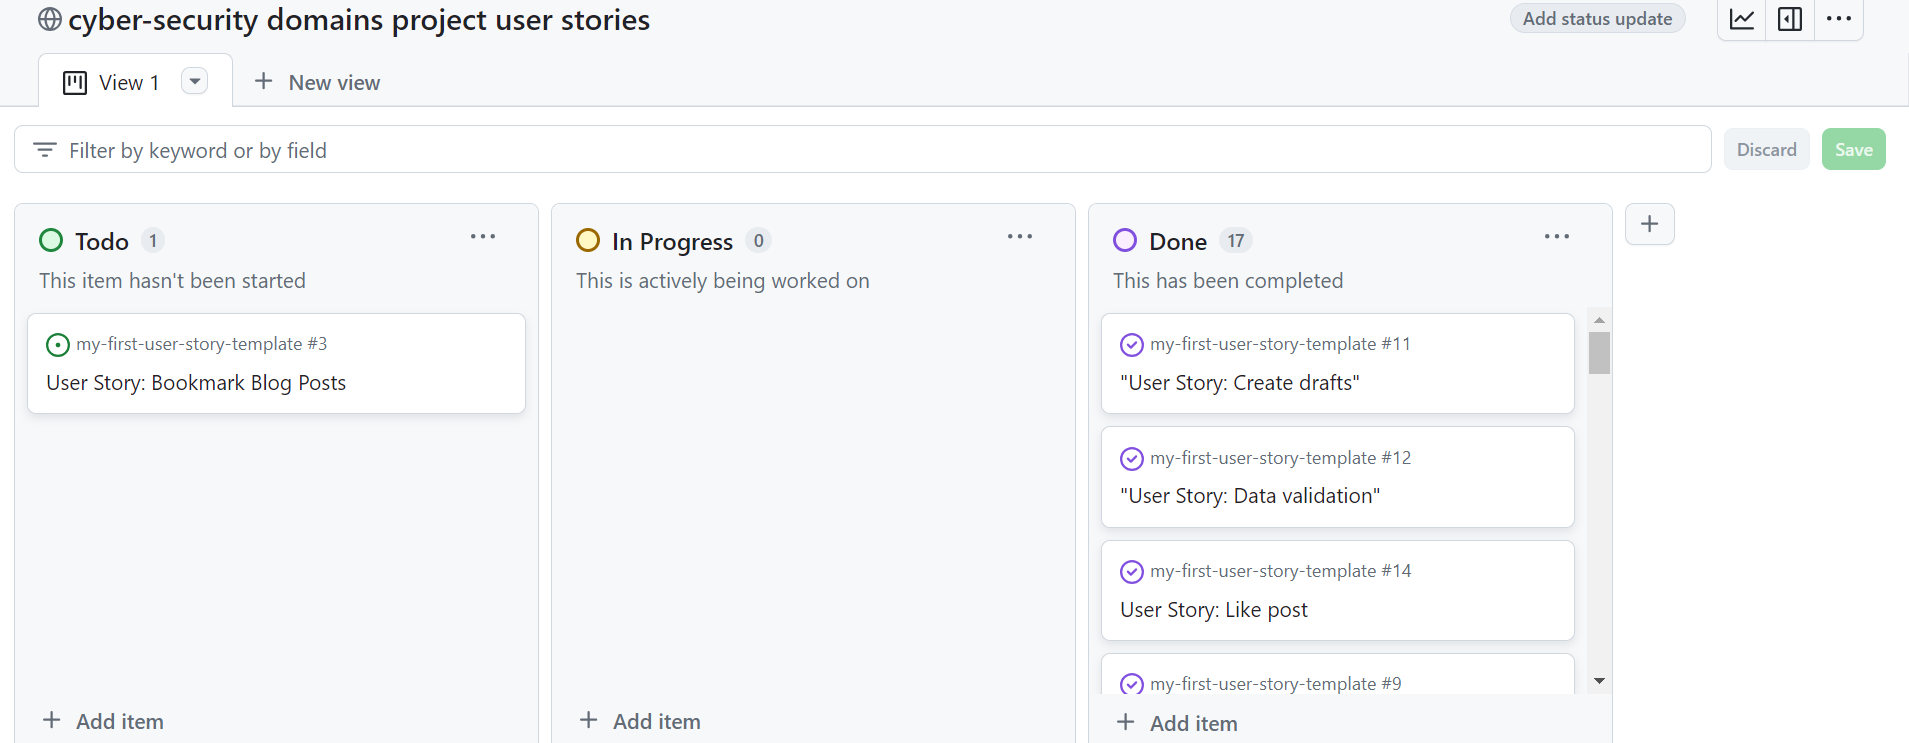 cyber-security domains project user stories
Add status update
View 1
New view
Filter by keyword or by field
Discard
Save
Todo 1
This item hasn't been started
my-first-user-story-template #3
User Story: Bookmark Blog Posts
Add item
In Progress 0
This is actively being worked on
Add item
Done 17
This has been completed
my-first-user-story-template #11
"User Story: Create drafts"
my-first-user-story-template #12
"User Story: Data validation"
my-first-user-story-template #14
User Story: Like post
my-first-user-story-template #9
Add item